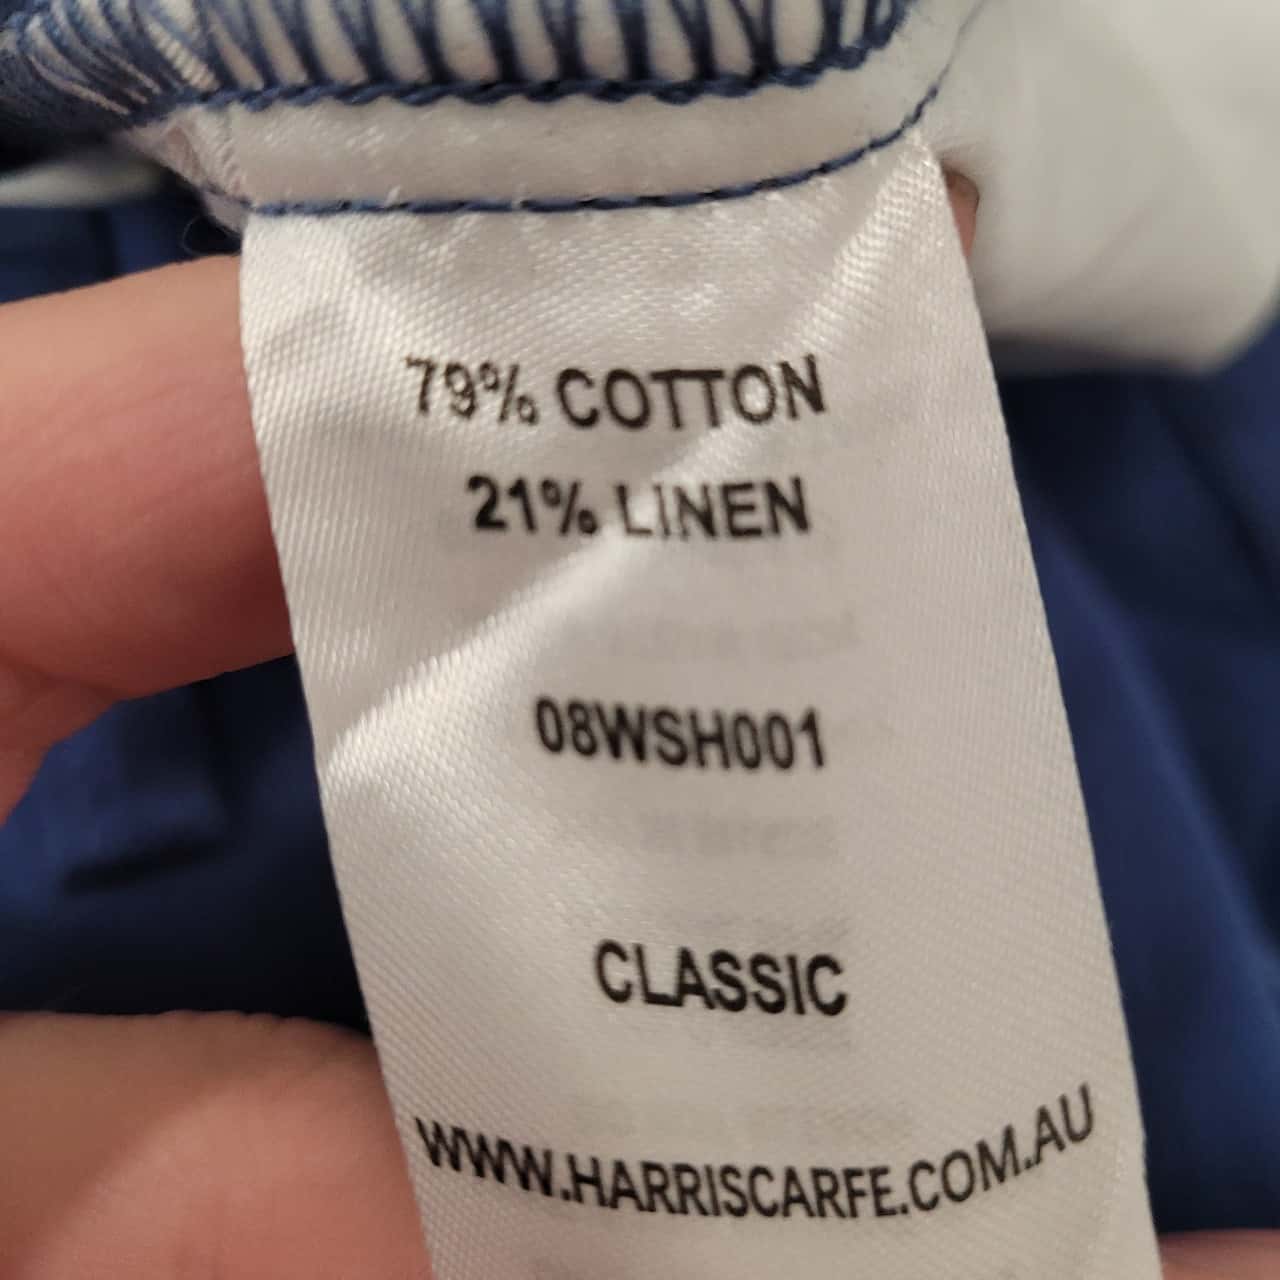 79% COTTON
21% LINEN
08WSH001
CLASSIC
WWW.HARRISCARFE.COM.AU